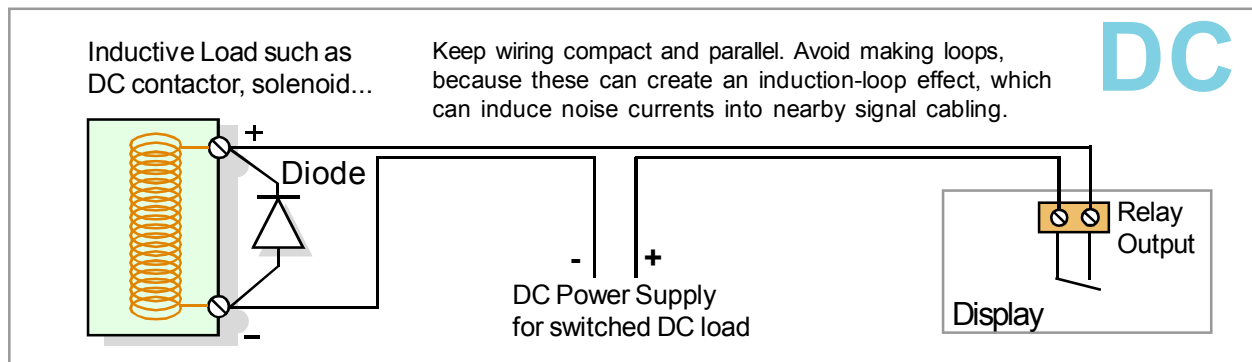 Inductive Load such as
DC contactor, solenoid...
Keep wiring compact and parallel. Avoid making loops,
because these can create an induction-loop effect, which
can induce noise currents into nearby signal cabling.
DC
+
Diode
-
- +
DC Power Supply
for switched DC load
Relay
Output
Display